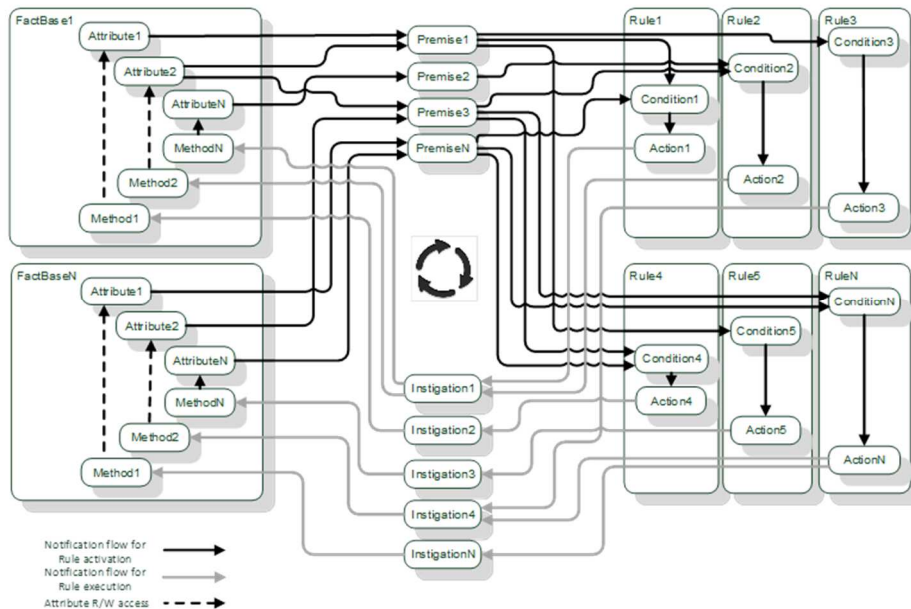 FactBase1
Attribute1
Attribute2
AttributeN
MethodN
Method2
Method1
FactBaseN
Attribute1
Attribute2
AttributeN
MethodN
Method2
Method1
Premise1
Premise2
Premise3
PremiseN
Instigation1
Instigation2
Instigation3
Instigation4
InstigationN
Rule1
Condition1
Action1
Rule2
Condition2
Action2
Rule3
Condition3
Action3
Rule4
Condition4
Action4
Rule5
Condition5
Action5
RuleN
ConditionN
ActionN
Notification flow for
Rule activation
Notification flow for
Rule execution
Attribute R/W access